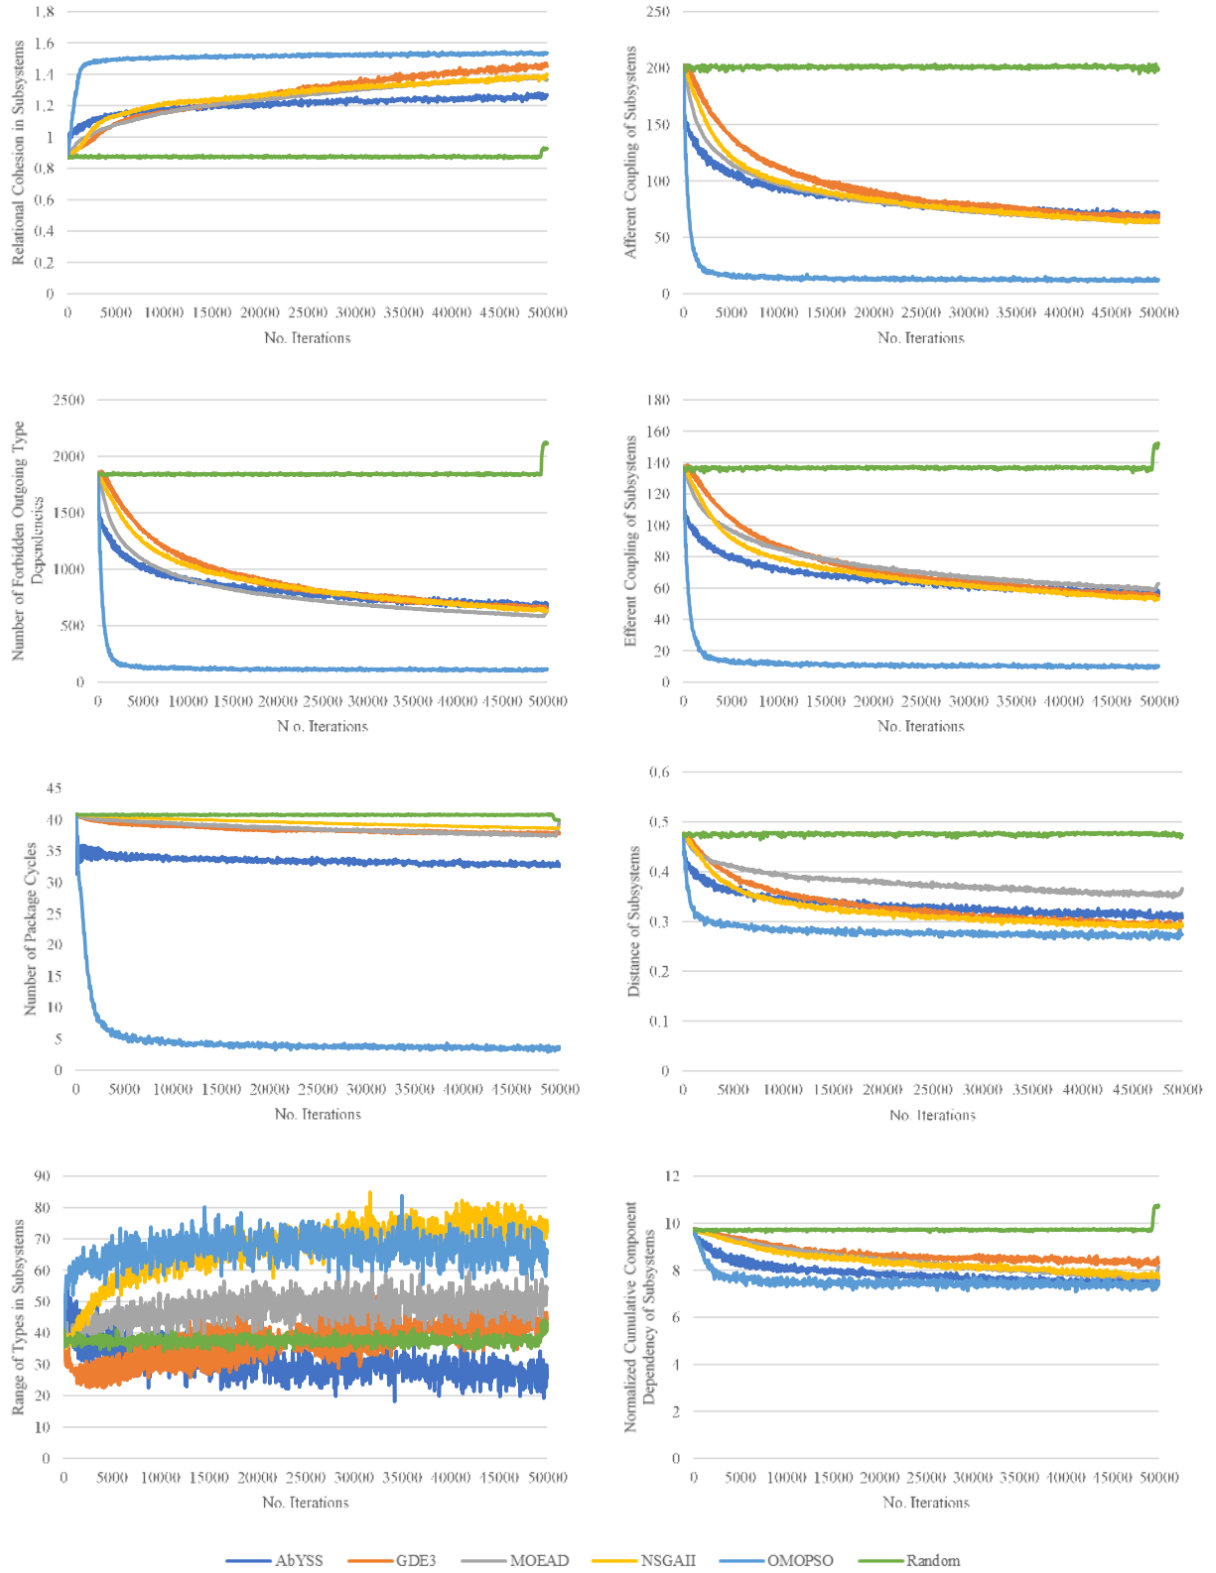 1,8
1,6
1,4
1,2
1
0,8
0,6
0,4
0,2
0
Relational Cohesion in Subsystems
0 5000 10000 15000 20000 25000 30000 35000 40000 45000 50000
No. Iterations
250
200
150
100
50
0
Afferent Coupling of Subsystems
0 5000 10000 15000 20000 25000 30000 35000 40000 45000 50000
No. Iterations
2500
2000
1500
1000
500
0
Number of Forbidden Outgoing Type
Dependencies
0 5000 10000 15000 20000 25000 30000 35000 40000 45000 50000
N o. Iterations
180
160
140
120
100
80
60
40
20
0
Efferent Coupling of Subsystems
0 5000 10000 15000 20000 25000 30000 35000 40000 45000 50000
No. Iterations
45
40
35
30
25
20
15
10
5
0
Number of Package Cycles
0 5000 10000 15000 20000 25000 30000 35000 40000 45000 50000
No. Iterations
0,6
0,5
0,4
0,3
0,2
0,1
0
Distance of Subsystems
0 5000 10000 15000 20000 25000 30000 35000 40000 45000 50000
No. Iterations
90
80
70
60
50
40
30
20
10
0
Range of Types in Subsystems
0 5000 10000 15000 20000 25000 30000 35000 40000 45000 50000
No. Iterations
12
10
8
6
4
2
0
Normalized Cumulative Component
Dependency of Subsystems
0 5000 10000 15000 20000 25000 30000 35000 40000 45000 50000
No. Iterations
AbYSS GDE3 MOEAD NSGAII OMOPSO Random